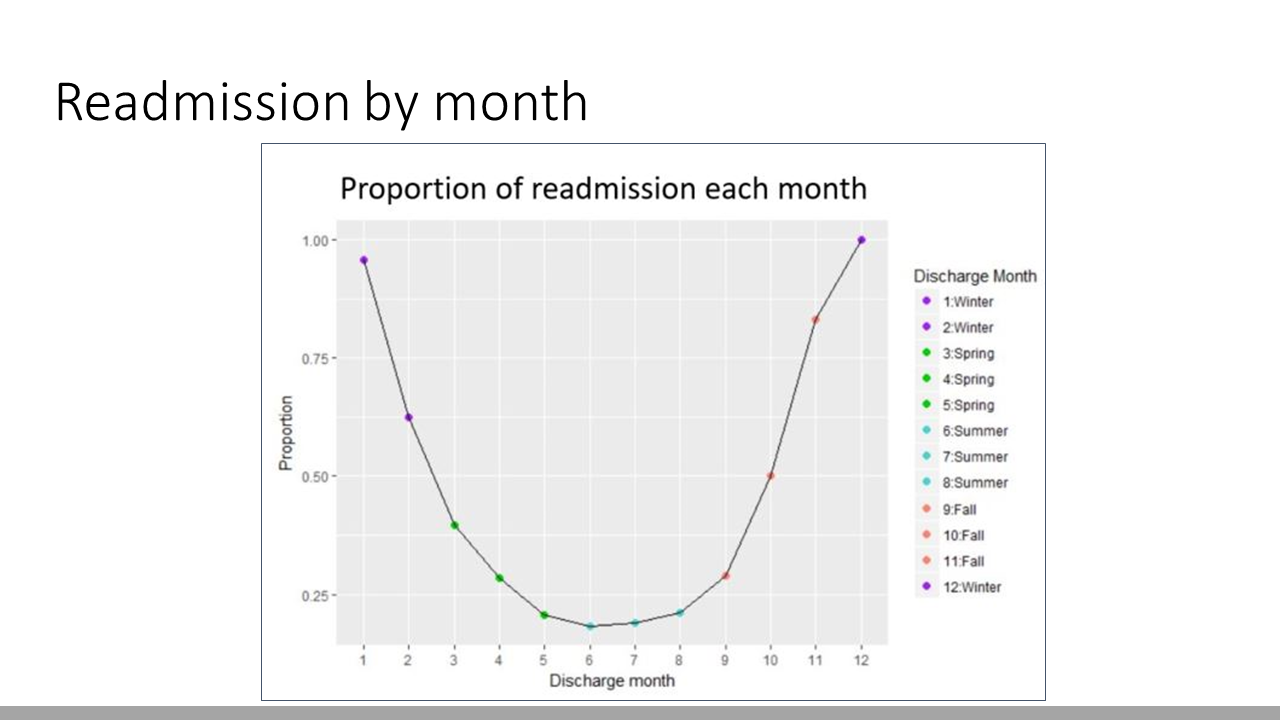 Readmission by month
Proportion of readmission each month
1.00
0.75
0.50
0.25
Proportion
1 2 3 4 5 6 7 8 9 10 11 12
Discharge month
Discharge Month
1:Winter
2:Winter
3:Spring
4:Spring
5:Spring
6:Summer
7:Summer
8:Summer
9:Fall
10:Fall
11:Fall
12:Winter